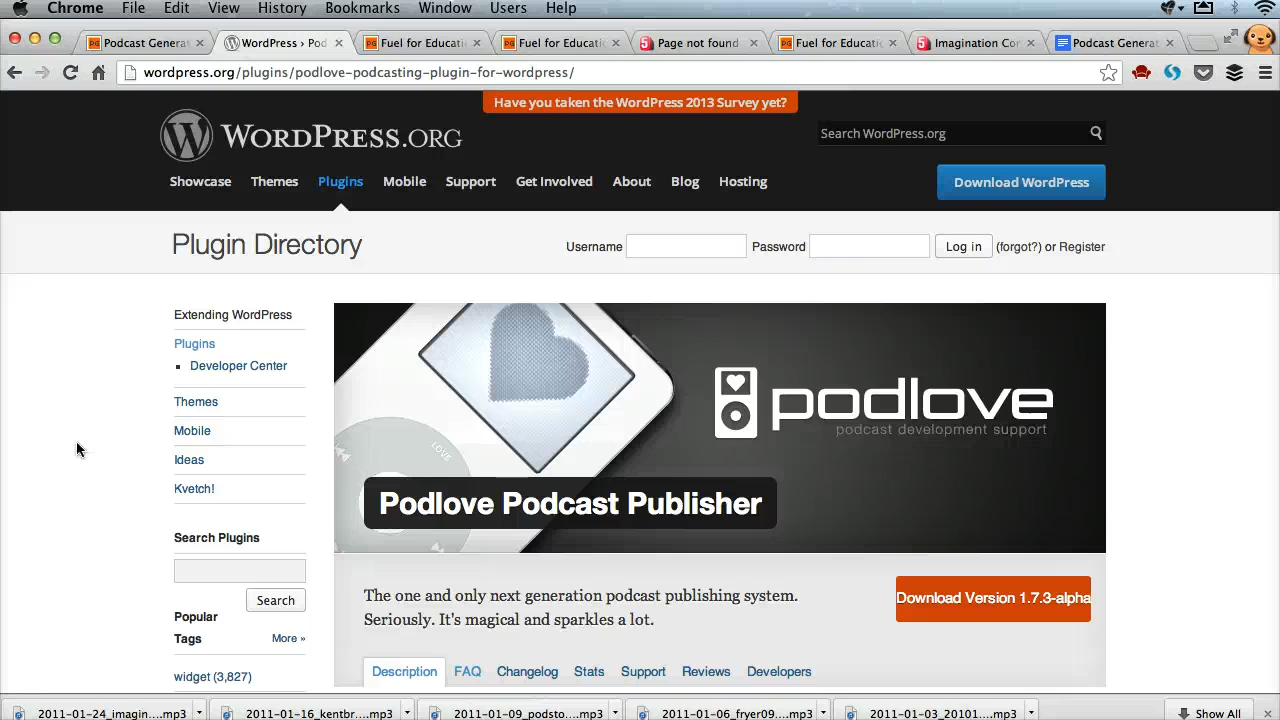 Chrome File Edit View History Bookmarks Window Users Help
Podcast Genera
WordPress › Pod
Fuel for Educati
Fuel for Educati
Page not found
Fuel for Educati
Imagination Co
Podcast Genera
wordpress.org/plugins/podlove-podcasting-plugin-for-wordpress/
Have you taken the WordPress 2013 Survey yet?
WORDPRESS.ORG
Search WordPress.org
Showcase Themes Plugins Mobile Support Get Involved About Blog Hosting
Download WordPress
Plugin Directory
Username Password Log in (forgot?) or Register
Extending WordPress
Plugins
Developer Center
Themes
Mobile
Ideas
Kvetch!
Search Plugins
Search
Popular
Tags More »
widget (3,827)
LOVE
podlove
podcast development support
Podlove Podcast Publisher
The one and only next generation podcast publishing system.
Seriously. It's magical and sparkles a lot.
Download Version 1.7.3-alpha
Description FAQ Changelog Stats Support Reviews Developers
2011-01-24_imagin....mp3
2011-01-16_kentbr....mp3
2011-01-09_podsto....mp3
2011-01-06_fryer09....mp3
2011-01-03_20101....mp3
Show All